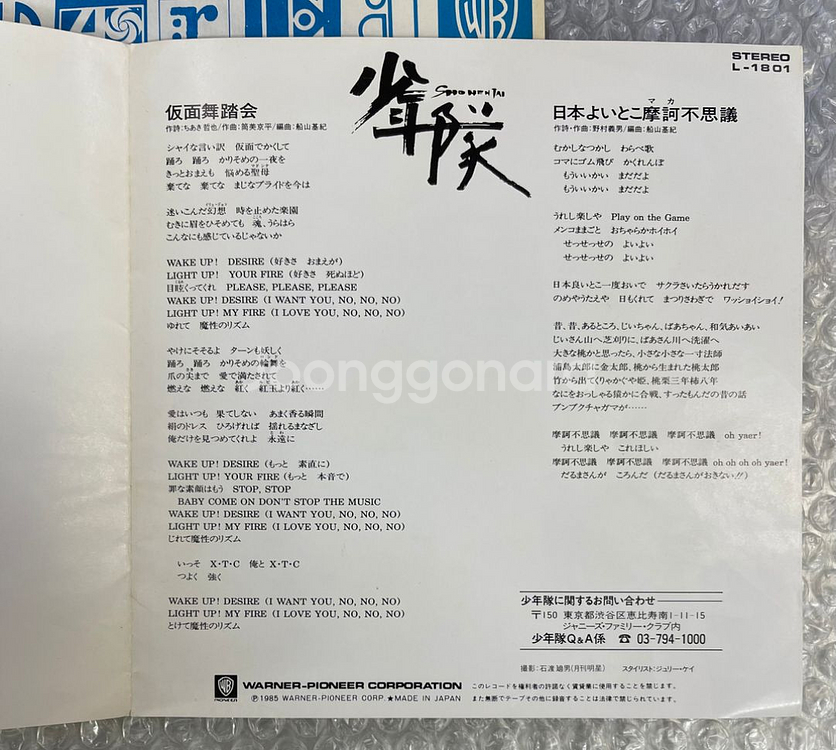 STEREO
L-1801
少年隊
SHONENTAI
仮面舞踏会
作詩:ちあき哲也/作曲:筒美京平/編曲:船山基紀
シャイな言い訳 仮面でかくして
踊ろ 踊ろ かりそめの一夜を
きっとおまえも 悩める聖母
棄てな 棄てな まじなプライドを今は
迷いこんだ幻想 時を止めた楽園
むきに眉をひそめても 魂、うらはら
こんなにも感じているじゃないか
WAKE UP! DESIRE (好きさ おまえが)
LIGHT UP! YOUR FIRE (好きさ 死ぬほど)
目眩くってくれ PLEASE, PLEASE, PLEASE
WAKE UP! DESIRE (I WANT YOU, NO, NO, NO)
LIGHT UP! MY FIRE (I LOVE YOU, NO, NO, NO)
ゆれて 魔性のリズム
やけにそそるよ ターンも妖しく
踊ろ 踊ろ かりそめの輪舞を
爪の尖まで 愛で満たされて
燃えな 燃えな 紅く 紅玉より紅く……
愛はいつも 果てしない あまく香る瞬間
絹のドレス ひろげれば 揺れるまなざし
俺だけを見つめてくれよ 永遠に
WAKE UP! DESIRE (もっと 素直に)
LIGHT UP! YOUR FIRE (もっと 本音で)
罪な素顔はもう STOP, STOP
BABY COME ON DON'T STOP THE MUSIC
WAKE UP! DESIRE (I WANT YOU, NO, NO, NO)
LIGHT UP! MY FIRE (I LOVE YOU, NO, NO, NO)
じれて魔性のリズム
いっそ X・T・C 俺と X・T・C
つよく 強く
WAKE UP! DESIRE (I WANT YOU, NO, NO, NO)
LIGHT UP! MY FIRE (I LOVE YOU, NO, NO, NO)
とけて魔性のリズム
マカ
日本よいとこ摩訶不思議
作詩・作曲:野村義男/編曲:船山基紀
むかしなつかし わらべ歌
コマにゴム飛び かくれんぼ
もういいかい まだだよ
もういいかい まだだよ
うれし楽しや Play on the Game
メンコままごと おちゃらかホイホイ
せっせっせの よいよい
せっせっせの よいよい
日本良いとこ一度おいで サクラさいたらうかれだす
のめやうたえや 日もくれて まつりさわぎで ワッショイショイ!
昔、昔、あるところ、じいちゃん、ばあちゃん、和気あいあい
じいさん山へ芝刈りに、ばあさん川へ洗濯へ
大きな桃かと思ったら、小さな小さな一寸法師
浦島太郎に金太郎、桃から生まれた桃太郎
竹から出てくりゃかぐや姫、桃栗三年柿八年
なにをおっしゃる猿かに合戦、すったもんだの昔の話
ブンブクチャガマが……
摩訶不思議 摩訶不思議 摩訶不思議 oh yaer!
うれし楽しや これほしい
摩訶不思議 摩訶不思議 摩訶不思議 oh oh oh oh yaer!
だるまさんが ころんだ (だるまさんがおきない!!)
少年隊に関するお問い合わせ
〒150 東京都渋谷区恵比寿南1-11-15
ジャニーズ・ファミリー・クラブ内
少年隊Q&A係 ☎ 03-794-1000
撮影:石渡 廸男(月刊明星) スタイリスト:ジュリー・ケイ
WB
PIONEER
WARNER-PIONEER CORPORATION
Ⓟ1985 WARNER-PIONEER CORP. ★MADE IN JAPAN
このレコードを権利者の許諾なく賃貸業に使用することを禁じます。
また無断でテープその他に録音することは法律で禁じられています。